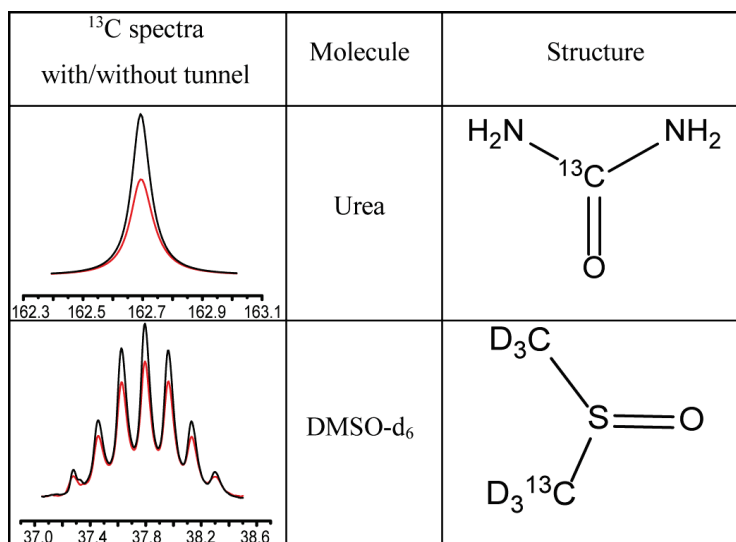 ¹³C spectra
with/without tunnel
Molecule
Structure
162.3 162.5 162.7 162.9 163.1
Urea
H₂N
NH₂
¹³C
O
37.0 37.4 37.8 38.2 38.6
DMSO-d₆
D₃C
S
O
D₃¹³C